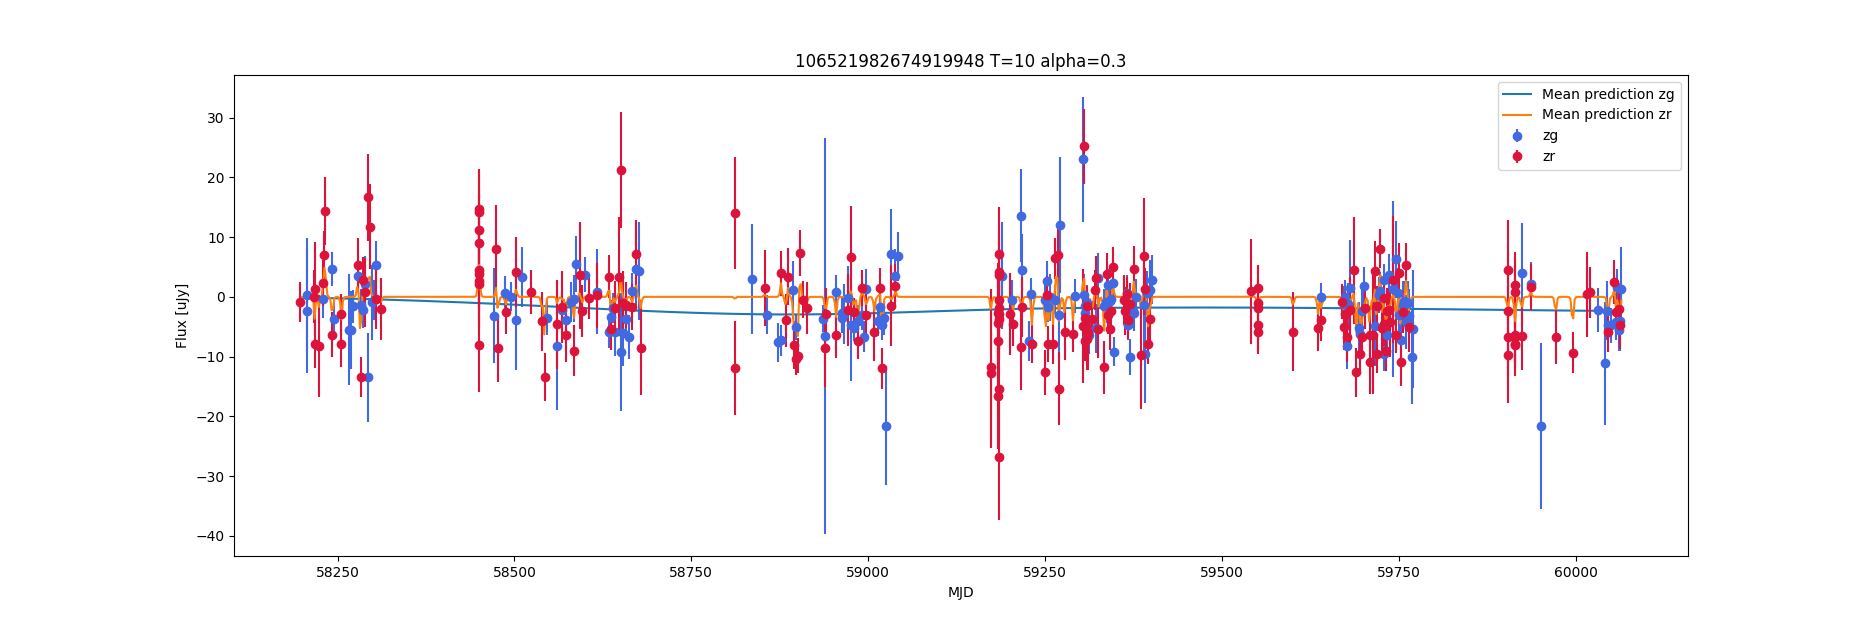 106521982674919948 T=10 alpha=0.3
Mean prediction zg
Mean prediction zr
zg
zr
30
20
10
0
−10
−20
−30
−40
Flux [uJy]
58250 58500 58750 59000 59250 59500 59750 60000
MJD